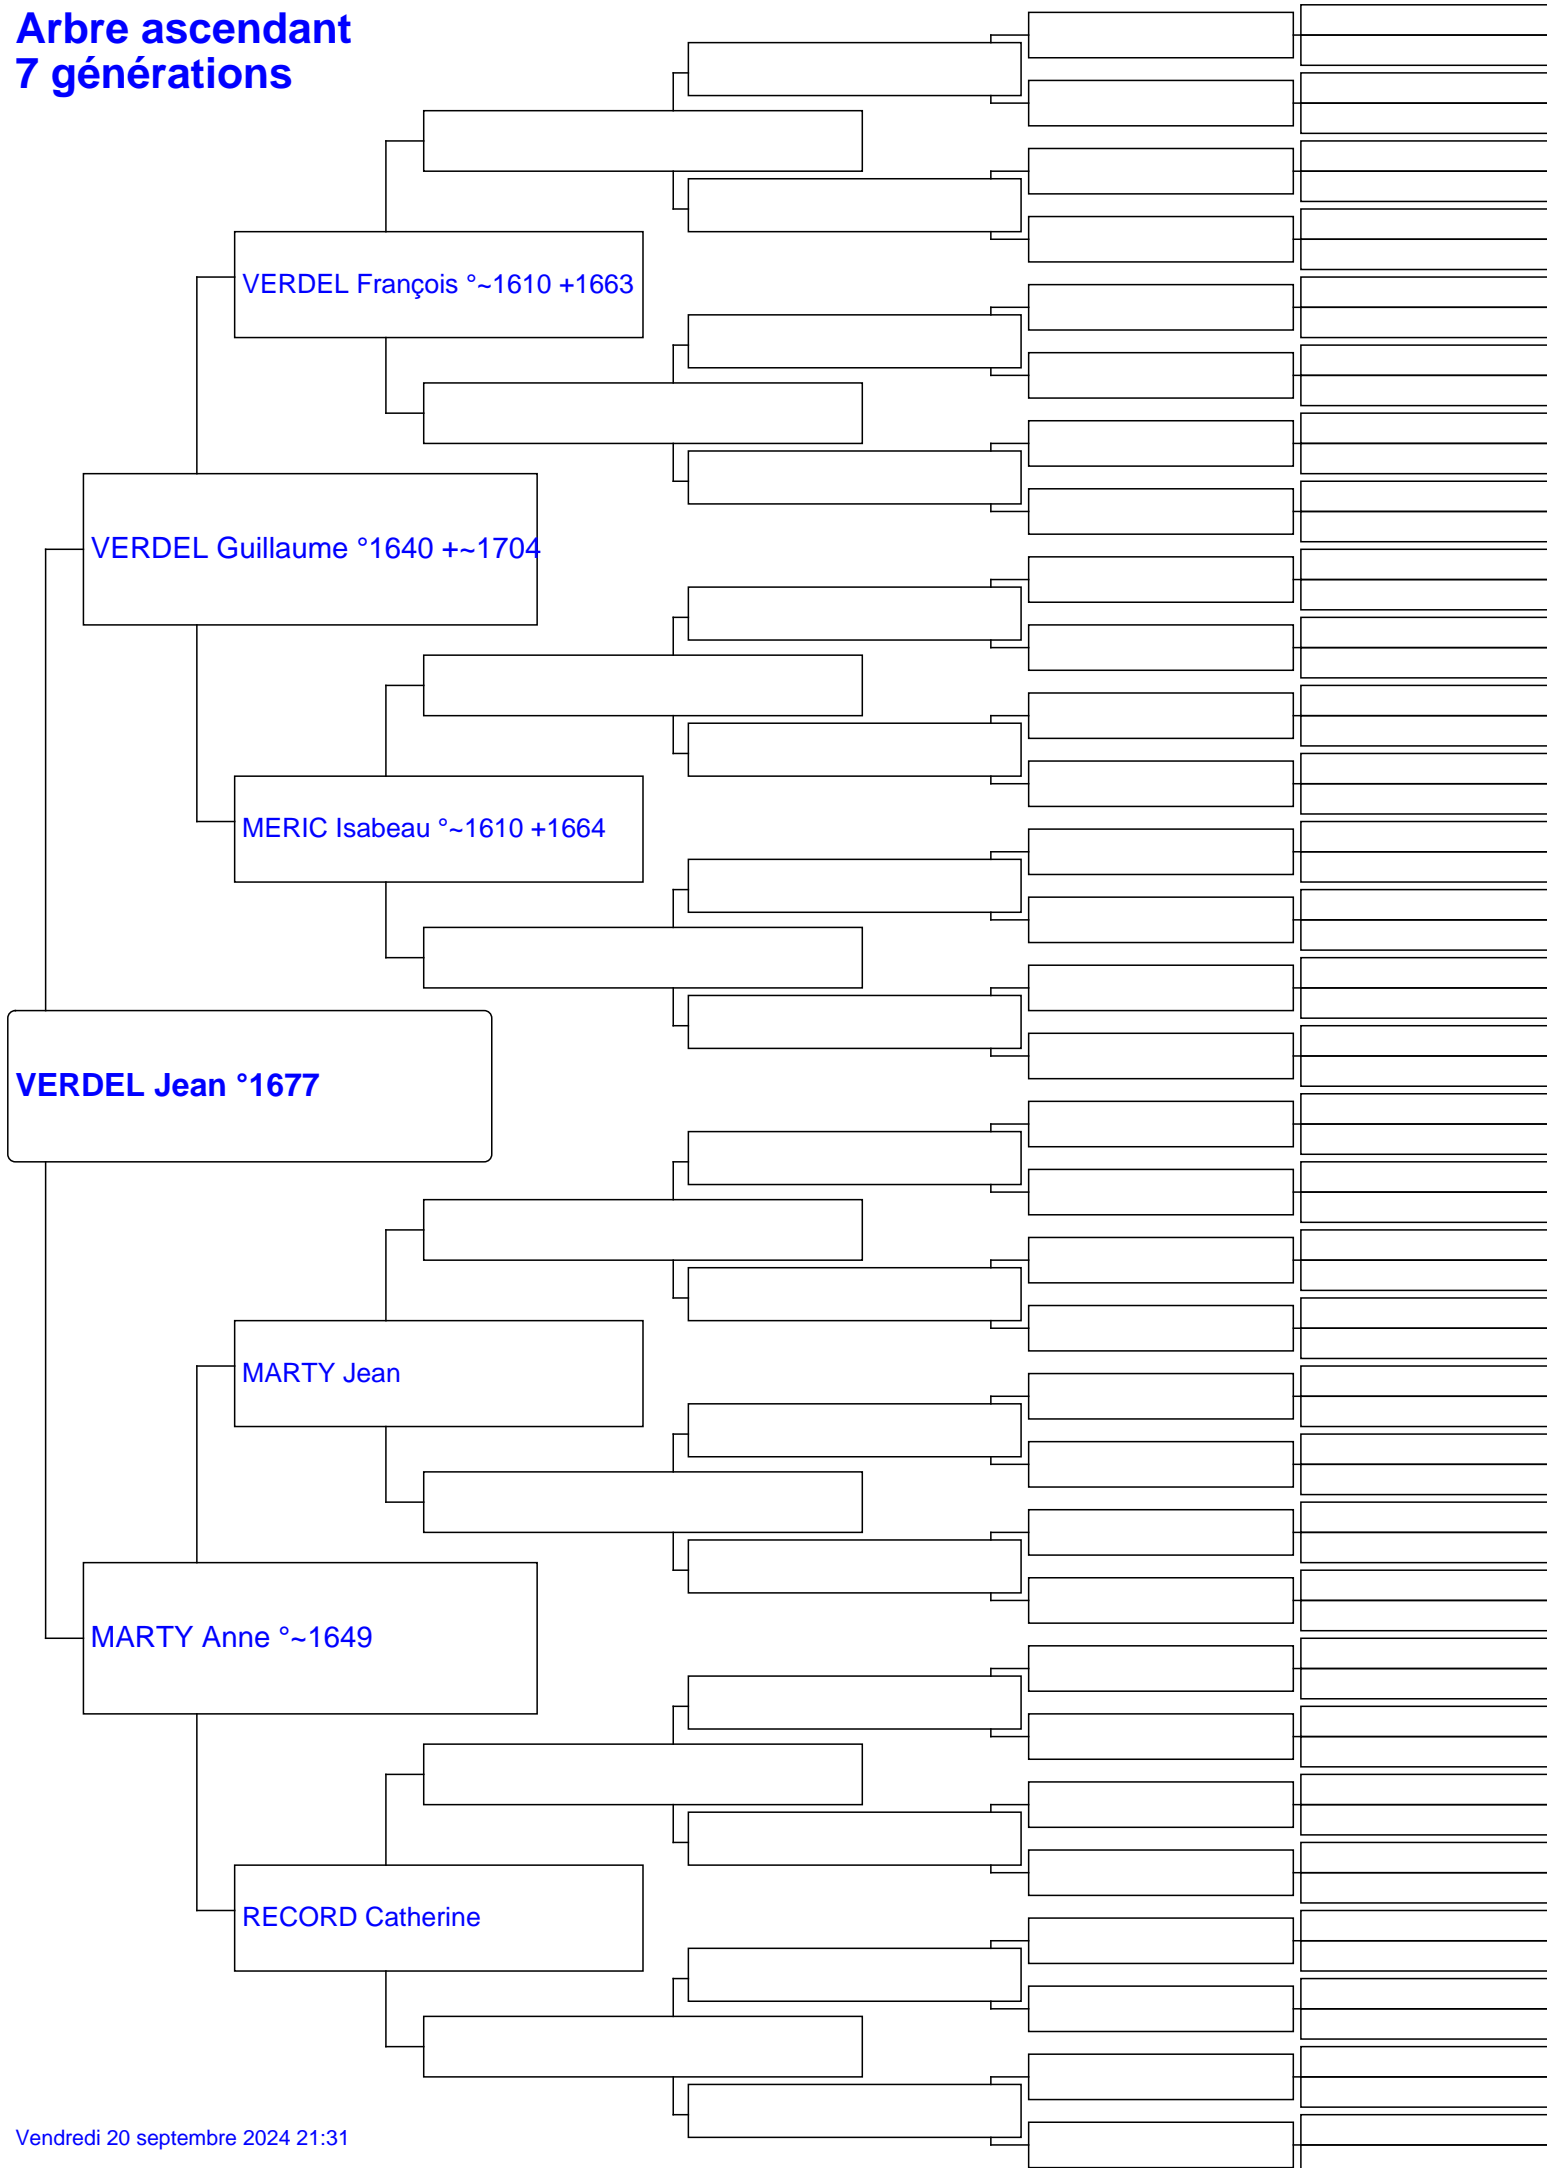 Arbre ascendant
7 générations
VERDEL François °~1610 +1663
VERDEL Guillaume °1640 +~1704
MERIC Isabeau °~1610 +1664
VERDEL Jean °1677
MARTY Jean
MARTY Anne °~1649
RECORD Catherine
Vendredi 20 septembre 2024 21:31